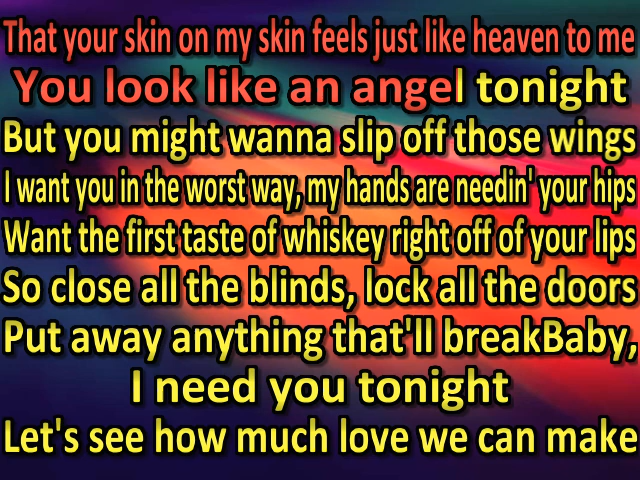 That your skin on my skin feels just like heaven to me
You look like an angel tonight
But you might wanna slip off those wings
I want you in the worst way, my hands are needin' your hips
Want the first taste of whiskey right off of your lips
So close all the blinds, lock all the doors
Put away anything that'll breakBaby,
I need you tonight
Let's see how much love we can make